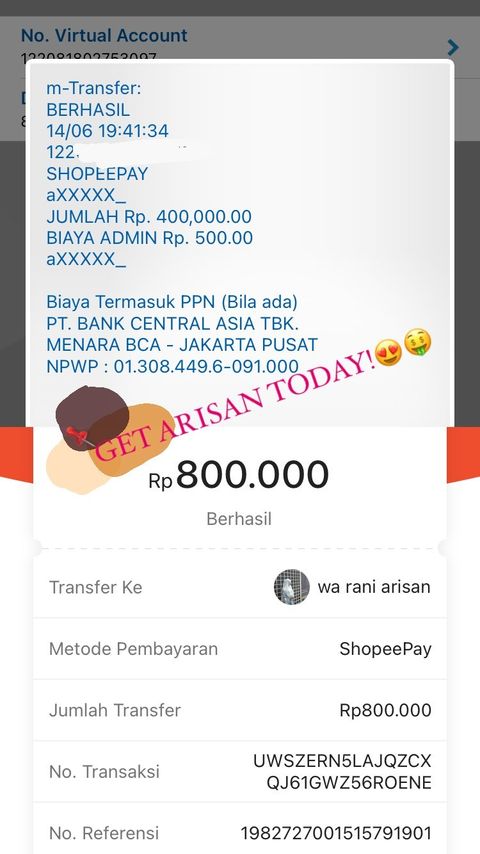 No. Virtual Account
122081802753097
m-Transfer:
BERHASIL
14/06 19:41:34
122
SHOPEEPAY
aXXXXX_
JUMLAH Rp. 400,000.00
BIAYA ADMIN Rp. 500.00
aXXXXX_
Biaya Termasuk PPN (Bila ada)
PT. BANK CENTRAL ASIA TBK.
MENARA BCA - JAKARTA PUSAT
NPWP : 01.308.449.6-091.000
GET ARISAN TODAY!
Rp800.000
Berhasil
Transfer Ke wa rani arisan
Metode Pembayaran ShopeePay
Jumlah Transfer Rp800.000
No. Transaksi UWSZERN5LAJQZCX
QJ61GWZ56ROENE
No. Referensi 1982727001515791901